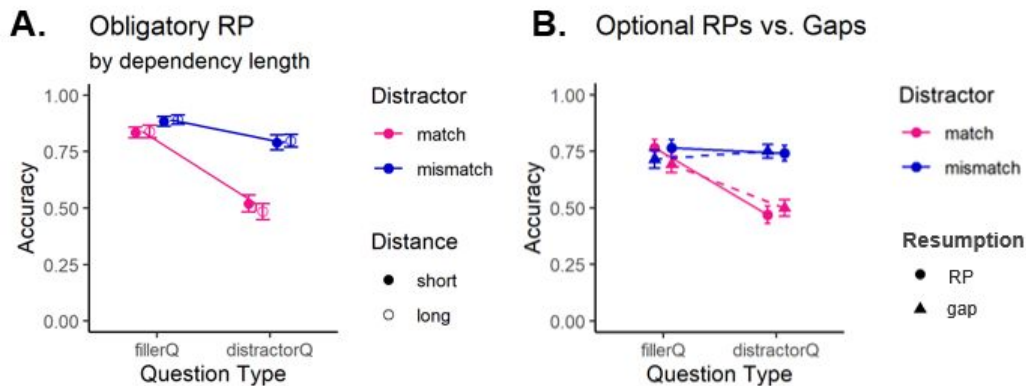 A. Obligatory RP
by dependency length
Accuracy
1.00
0.75
0.50
0.25
0.00
fillerQ distractorQ
Question Type
Distractor
match
mismatch
Distance
short
long
B. Optional RPs vs. Gaps
Accuracy
1.00
0.75
0.50
0.25
0.00
fillerQ distractorQ
Question Type
Distractor
match
mismatch
Resumption
RP
gap